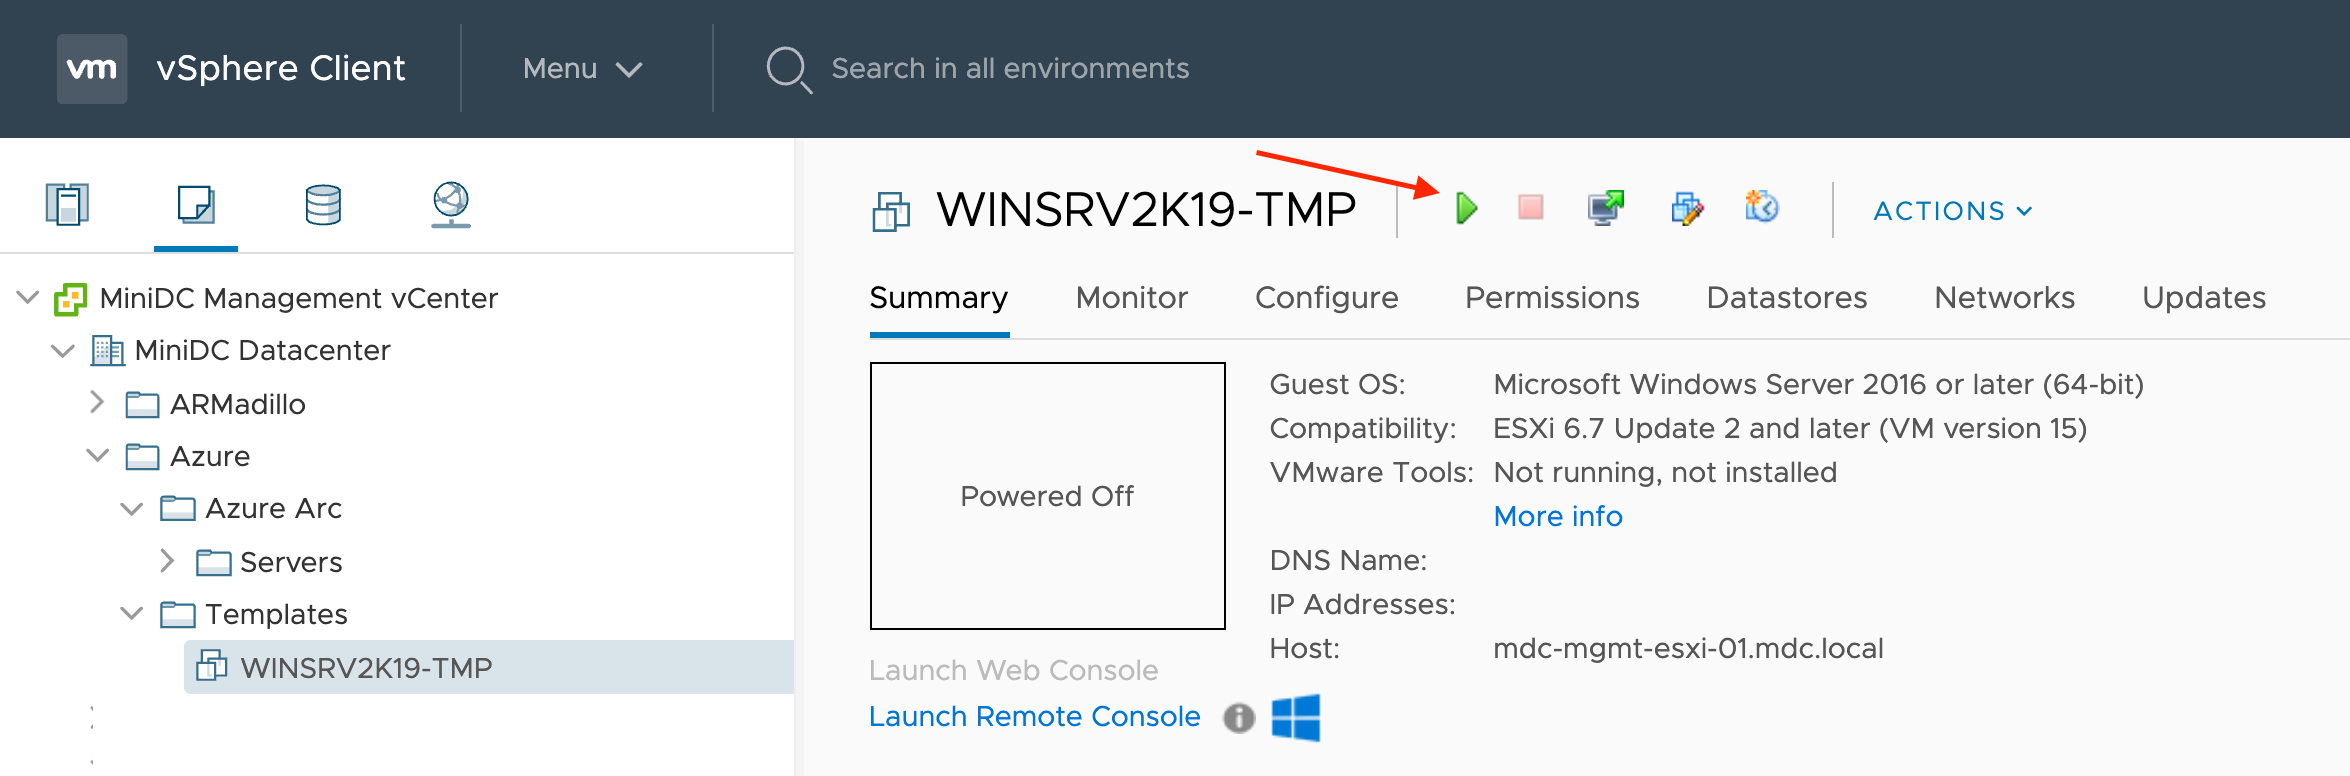 vm vSphere Client Menu Search in all environments
WINSRV2K19-TMP ACTIONS
Summary Monitor Configure Permissions Datastores Networks Updates
MiniDC Management vCenter
MiniDC Datacenter
ARMadillo
Azure
Azure Arc
Servers
Templates
WINSRV2K19-TMP
Powered Off
Launch Web Console
Launch Remote Console
Guest OS: Microsoft Windows Server 2016 or later (64-bit)
Compatibility: ESXi 6.7 Update 2 and later (VM version 15)
VMware Tools: Not running, not installed
More info
DNS Name:
IP Addresses:
Host: mdc-mgmt-esxi-01.mdc.local